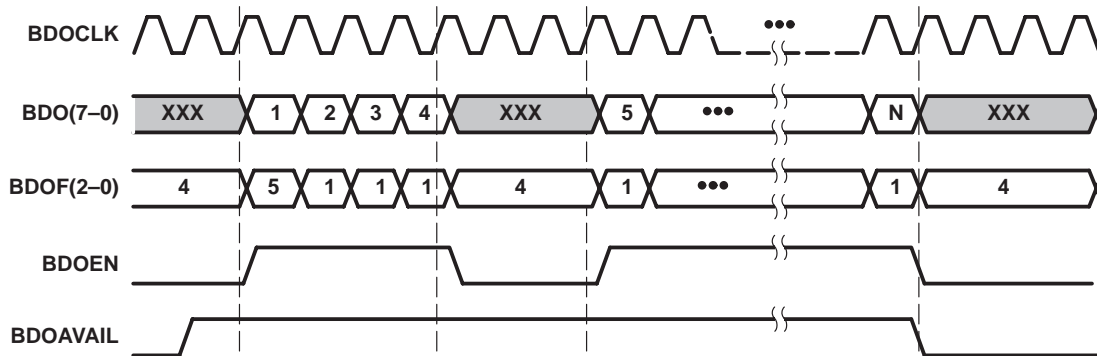 BDOCLK •••
BDO(7–0) XXX 1 2 3 4 XXX 5 ••• N XXX
BDOF(2–0) 4 5 1 1 1 4 1 ••• 1 4
BDOEN
BDOAVAIL